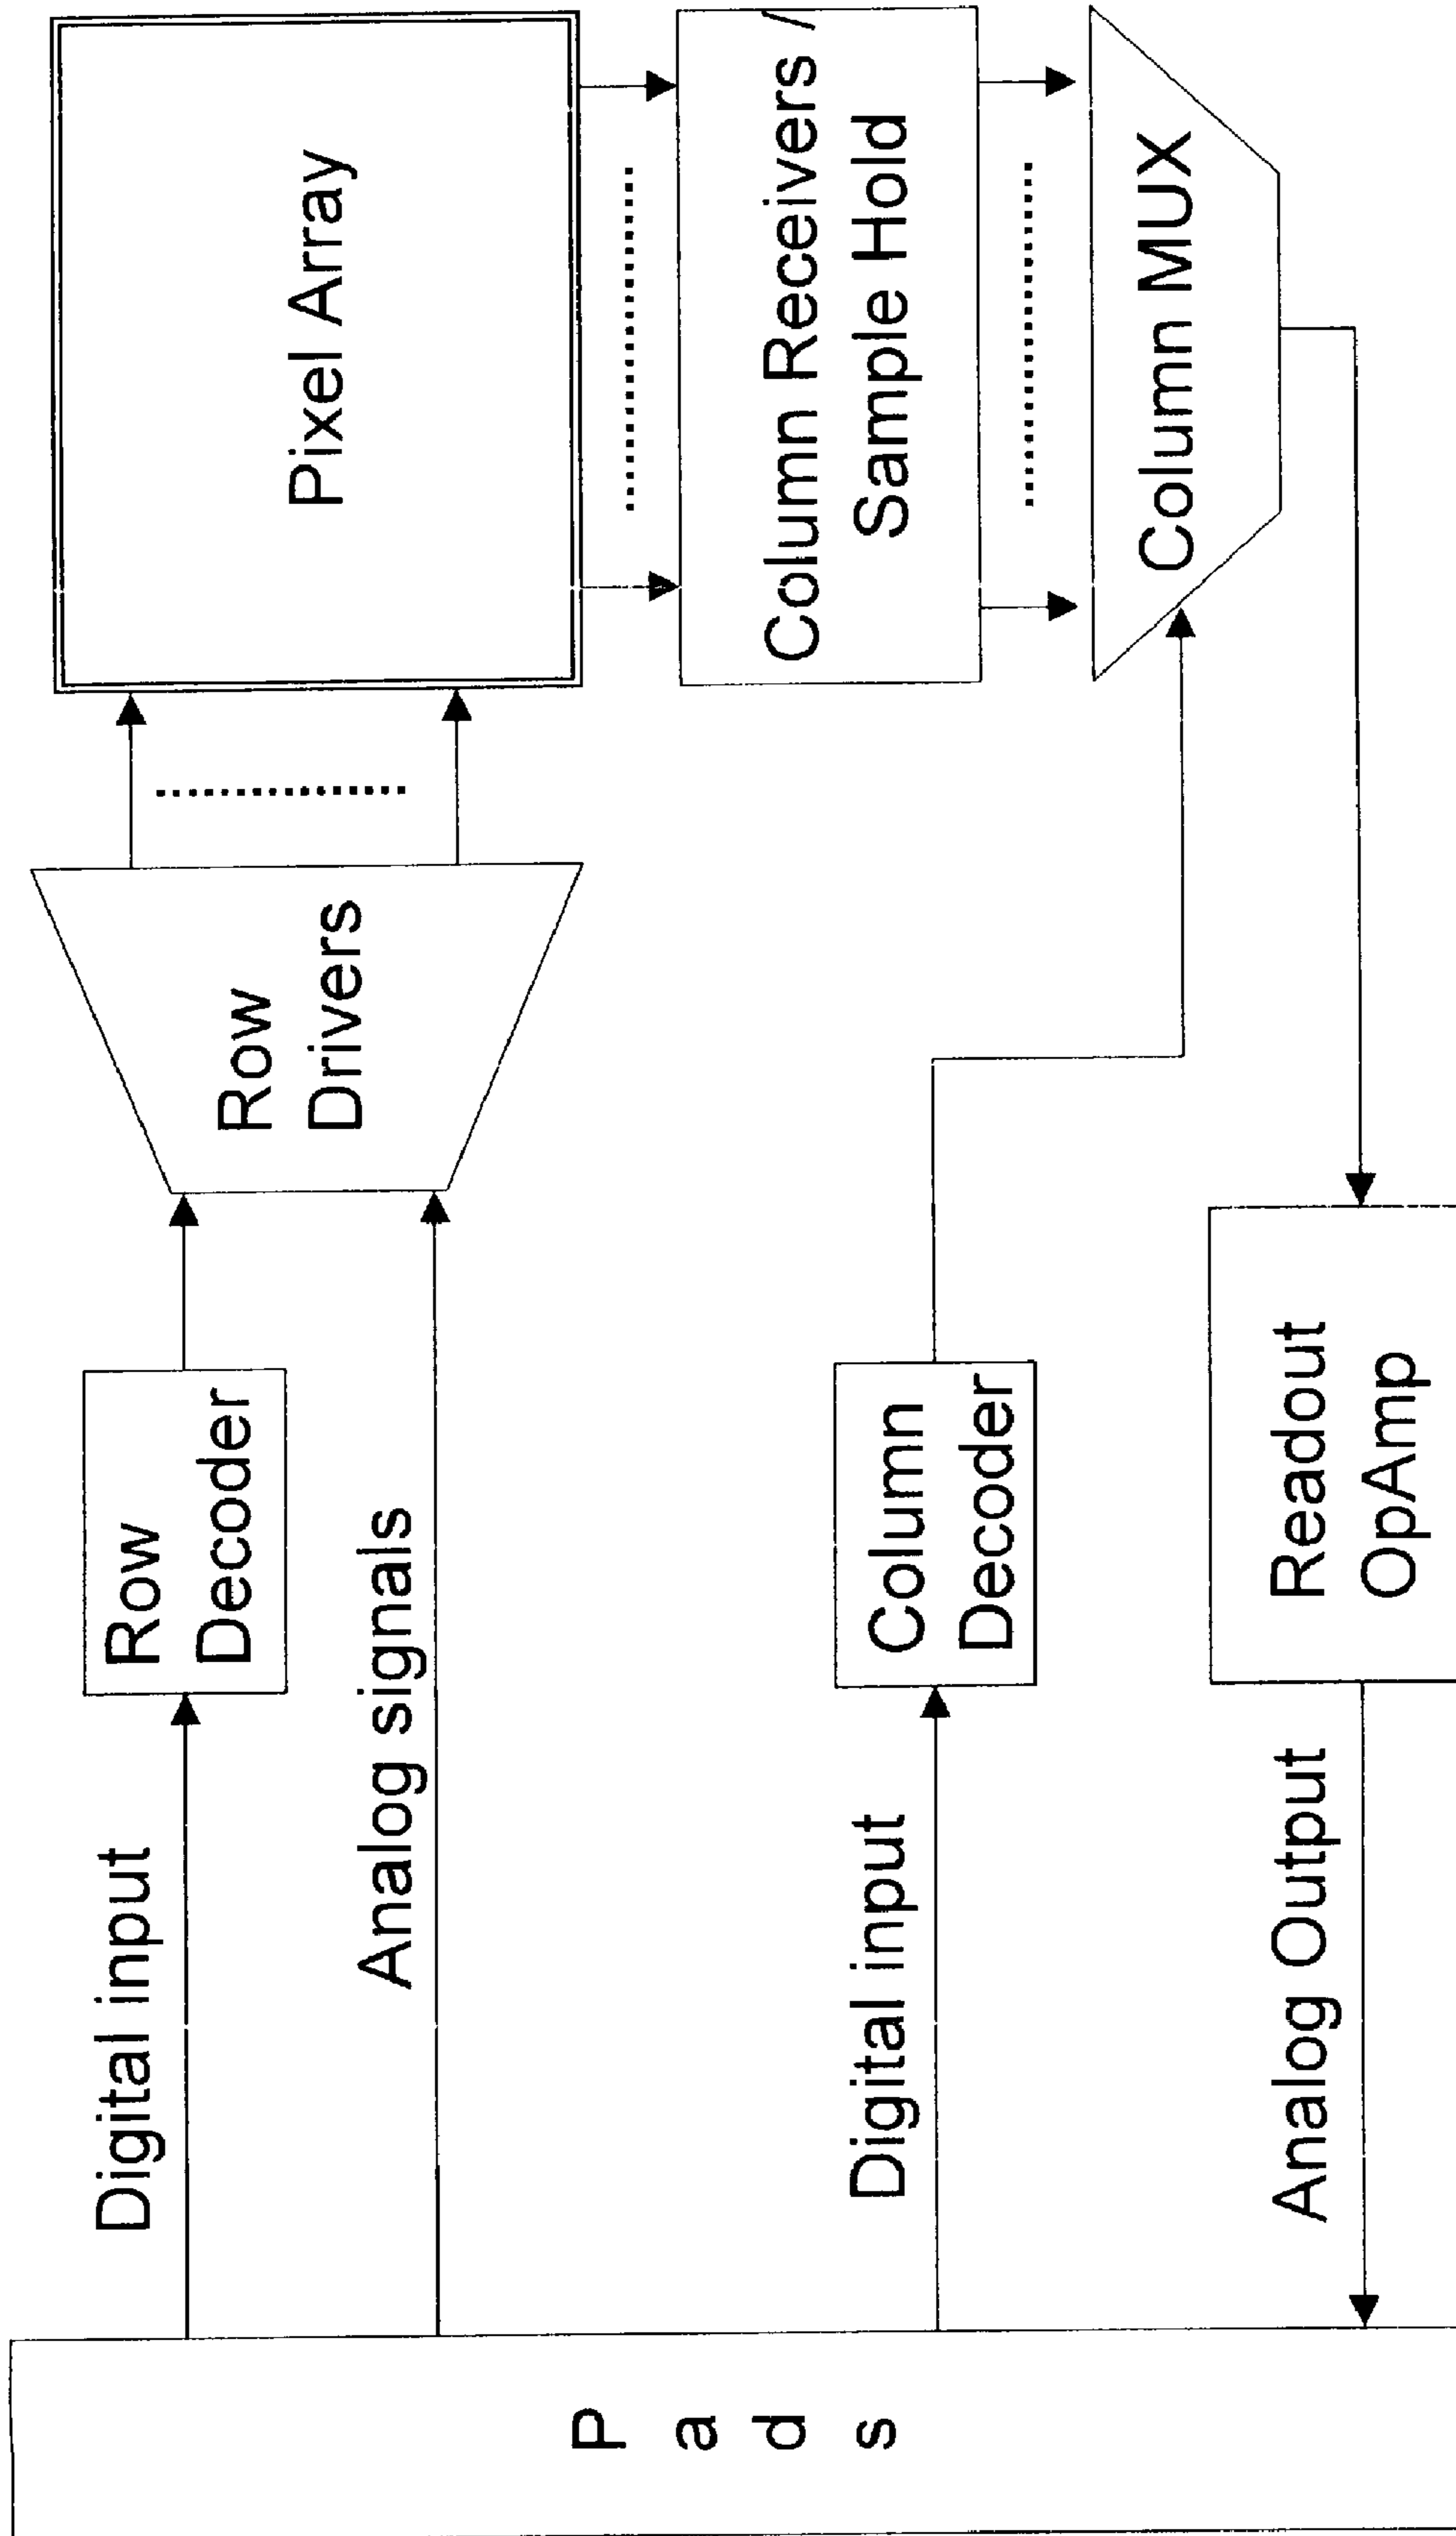 Pads
Digital input
Row
Decoder
Analog signals
Row
Drivers
Pixel Array
Column Receivers /
Sample Hold
Digital input
Column
Decoder
Column MUX
Analog Output
Readout
OpAmp